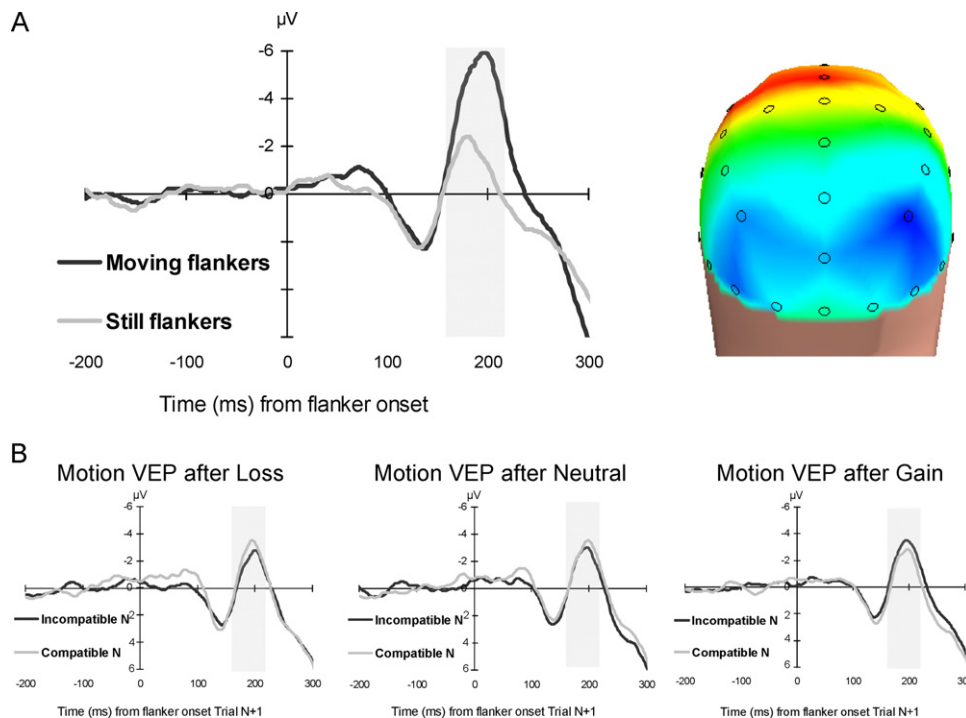 A
µV
-6
-4
-2
0
Moving flankers
Still flankers
-200
-100
0
100
200
300
Time (ms) from flanker onset
B
Motion VEP after Loss
µV
-6
-4
-2
0
2
4
6
Incompatible N
Compatible N
-200
-100
0
100
200
300
Time (ms) from flanker onset Trial N+1
Motion VEP after Neutral
µV
-6
-4
-2
0
2
4
6
Incompatible N
Compatible N
-200
-100
0
100
200
300
Time (ms) from flanker onset Trial N+1
Motion VEP after Gain
µV
-6
-4
-2
0
2
4
6
Incompatible N
Compatible N
-200
-100
0
100
200
300
Time (ms) from flanker onset Trial N+1